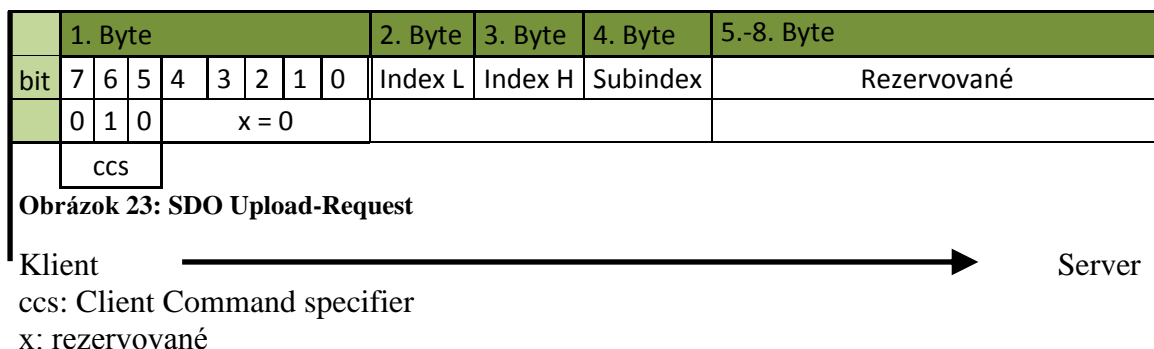 1. Byte 2. Byte 3. Byte 4. Byte 5.-8. Byte
bit 7 6 5 4 3 2 1 0 Index L Index H Subindex Rezervované
0 1 0 x = 0
ccs
Obrázok 23: SDO Upload-Request
Klient Server
ccs: Client Command specifier
x: rezervované